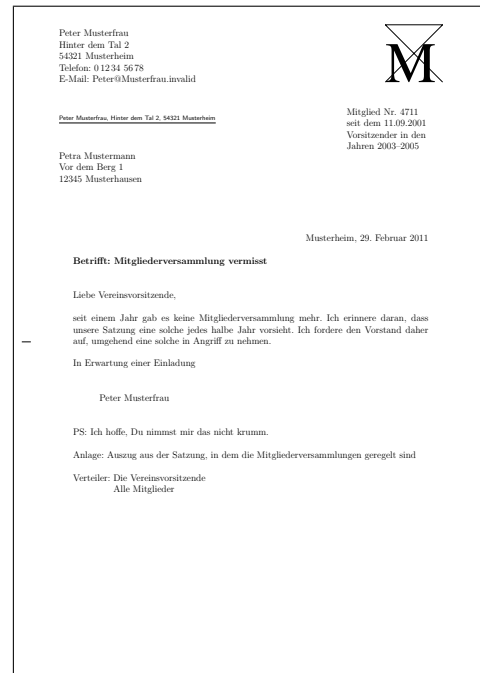 Peter Musterfrau
Hinter dem Tal 2
54321 Musterheim
Telefon: 0 12 34 56 78
E-Mail: Peter@Musterfrau.invalid
M
Peter Musterfrau, Hinter dem Tal 2, 54321 Musterheim
Mitglied Nr. 4711
seit dem 11.09.2001
Vorsitzender in den
Jahren 2003–2005
Petra Mustermann
Vor dem Berg 1
12345 Musterhausen
Musterheim, 29. Februar 2011
Betrifft: Mitgliederversammlung vermisst
Liebe Vereinsvorsitzende,
seit einem Jahr gab es keine Mitgliederversammlung mehr. Ich erinnere daran, dass
unsere Satzung eine solche jedes halbe Jahr vorsieht. Ich fordere den Vorstand daher
auf, umgehend eine solche in Angriff zu nehmen.
In Erwartung einer Einladung
Peter Musterfrau
PS: Ich hoffe, Du nimmst mir das nicht krumm.
Anlage: Auszug aus der Satzung, in dem die Mitgliederversammlungen geregelt sind
Verteiler: Die Vereinsvorsitzende
Alle Mitglieder